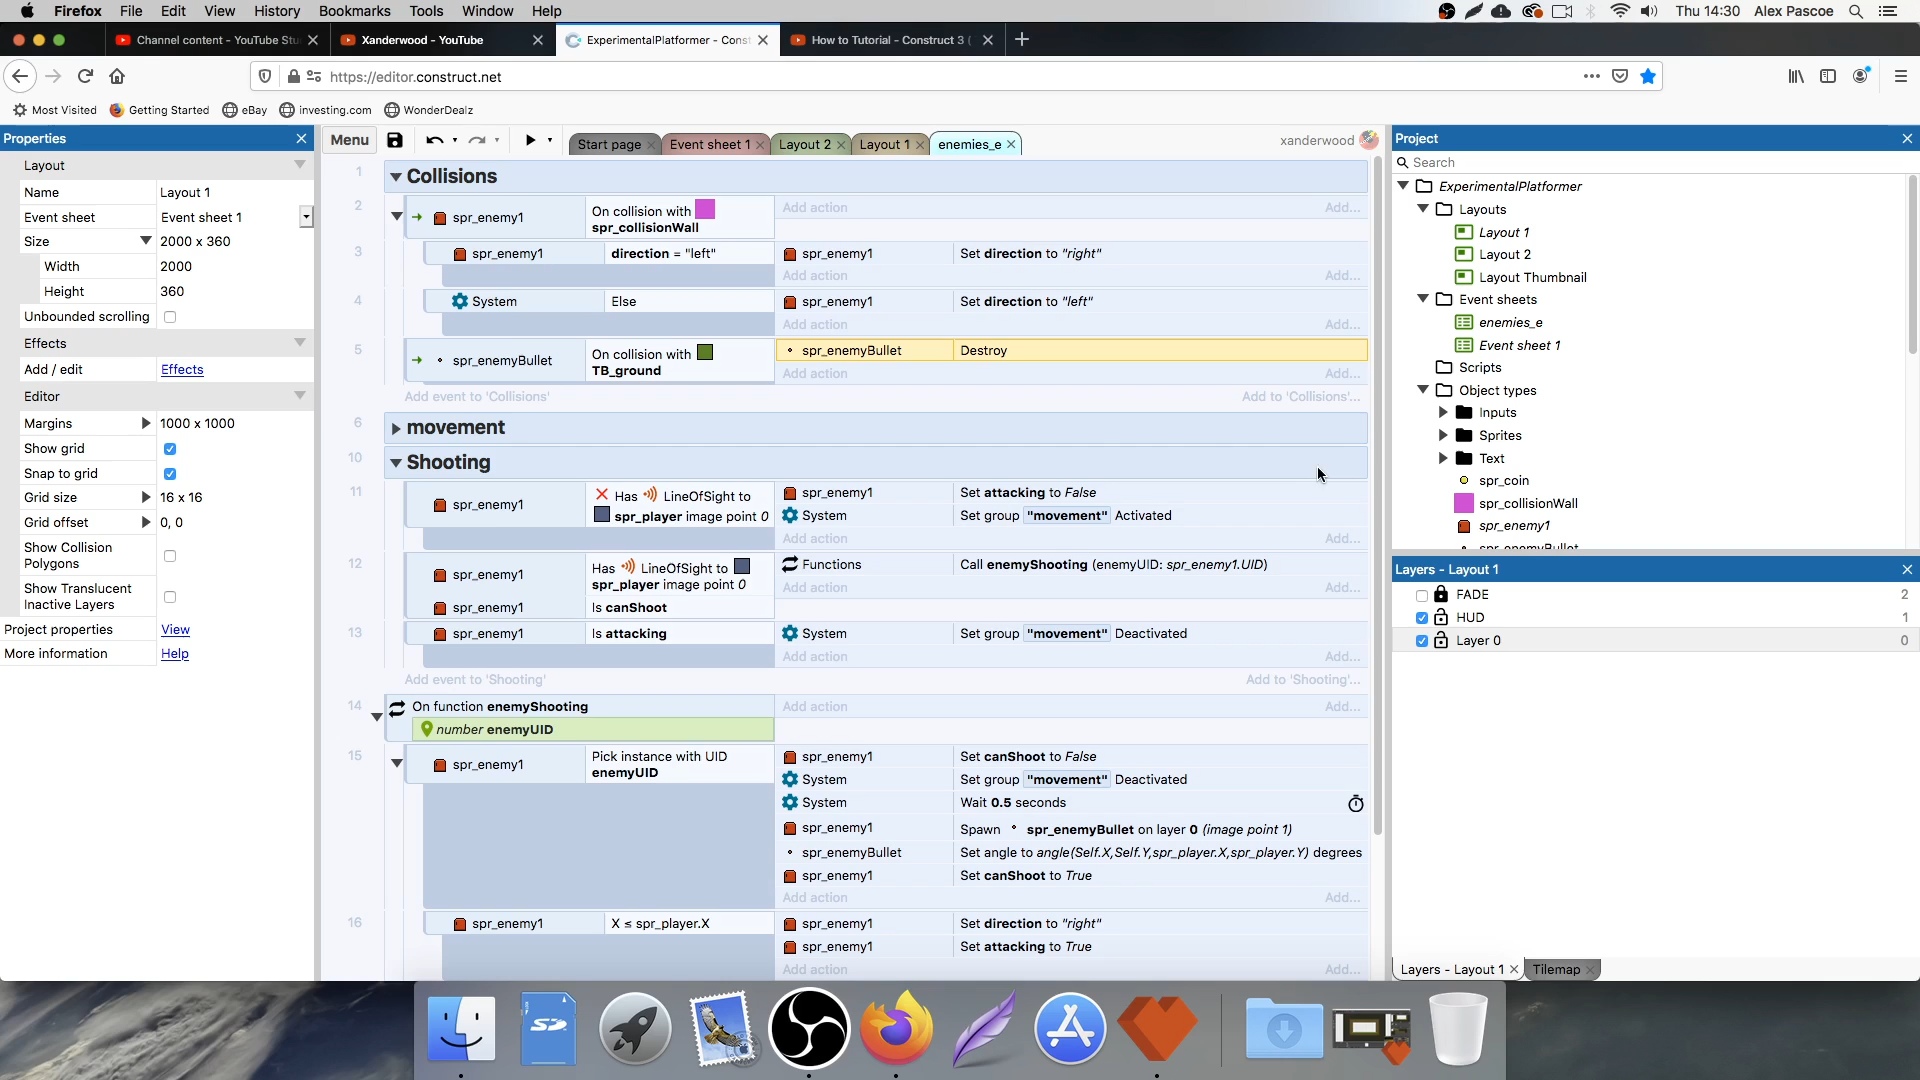 Firefox File Edit View History Bookmarks Tools Window Help Thu 14:30 Alex Pascoe
Channel content - YouTube Stu Xanderwood - YouTube ExperimentalPlatformer - Const How to Tutorial - Construct 3 (
https://editor.construct.net
Most Visited Getting Started eBay investing.com WonderDealz
Properties
Layout
Name Layout 1
Event sheet Event sheet 1
Size 2000 x 360
Width 2000
Height 360
Unbounded scrolling
Effects
Add / edit Effects
Editor
Margins 1000 x 1000
Show grid
Snap to grid
Grid size 16 x 16
Grid offset 0, 0
Show Collision
Polygons
Show Translucent
Inactive Layers
Project properties View
More information Help
Menu Start page Event sheet 1 Layout 2 Layout 1 enemies_e xanderwood
1 Collisions
2 spr_enemy1 On collision with
spr_collisionWall
Add action Add...
3 spr_enemy1 direction = "left" spr_enemy1 Set direction to "right"
Add action Add...
4 System Else spr_enemy1 Set direction to "left"
Add action Add...
5 spr_enemyBullet On collision with
TB_ground
spr_enemyBullet Destroy
Add action Add...
Add event to 'Collisions' Add to 'Collisions'...
6 movement
10 Shooting
11 spr_enemy1 Has LineOfSight to
spr_player image point 0
spr_enemy1 Set attacking to False
System Set group "movement" Activated
Add action Add...
12 spr_enemy1 Has LineOfSight to
spr_player image point 0
Functions Call enemyShooting (enemyUID: spr_enemy1.UID)
Add action Add...
spr_enemy1 Is canShoot
13 spr_enemy1 Is attacking System Set group "movement" Deactivated
Add action Add...
Add event to 'Shooting' Add to 'Shooting'...
14 On function enemyShooting Add action Add...
number enemyUID
15 spr_enemy1 Pick instance with UID
enemyUID
spr_enemy1 Set canShoot to False
System Set group "movement" Deactivated
System Wait 0.5 seconds
spr_enemy1 Spawn spr_enemyBullet on layer 0 (image point 1)
spr_enemyBullet Set angle to angle(Self.X,Self.Y,spr_player.X,spr_player.Y) degrees
spr_enemy1 Set canShoot to True
Add action Add...
16 spr_enemy1 X ≤ spr_player.X spr_enemy1 Set direction to "right"
spr_enemy1 Set attacking to True
Add action Add...
Project
Search
ExperimentalPlatformer
Layouts
Layout 1
Layout 2
Layout Thumbnail
Event sheets
enemies_e
Event sheet 1
Scripts
Object types
Inputs
Sprites
Text
spr_coin
spr_collisionWall
spr_enemy1
spr_enemyBullet
Layers - Layout 1
FADE 2
HUD 1
Layer 0 0
Layers - Layout 1 Tilemap